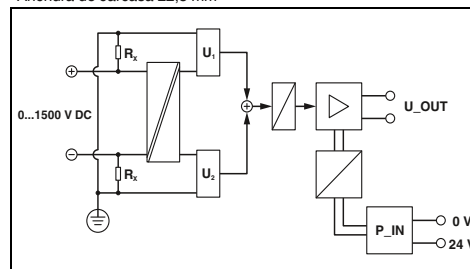 Anchura de carcasa 22,5 mm
Rx
U1
0...1500 V DC
U_OUT
Rx
U2
P_IN
0 V
24 V